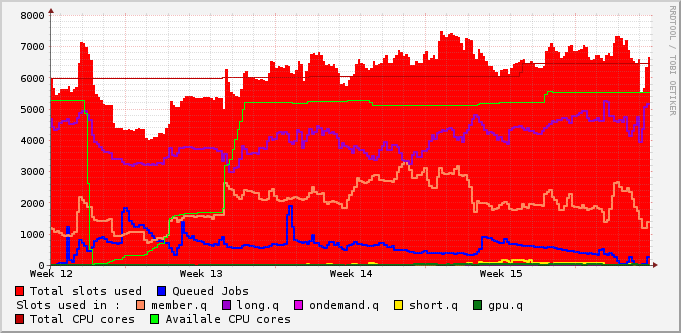 8000
7000
6000
5000
4000
3000
2000
1000
0
Week 12 Week 13 Week 14 Week 15
Total slots used Queued Jobs
Slots used in : member.q long.q ondemand.q short.q gpu.q
Total CPU cores Availale CPU cores
RRDTOOL / TOBI OETIKER